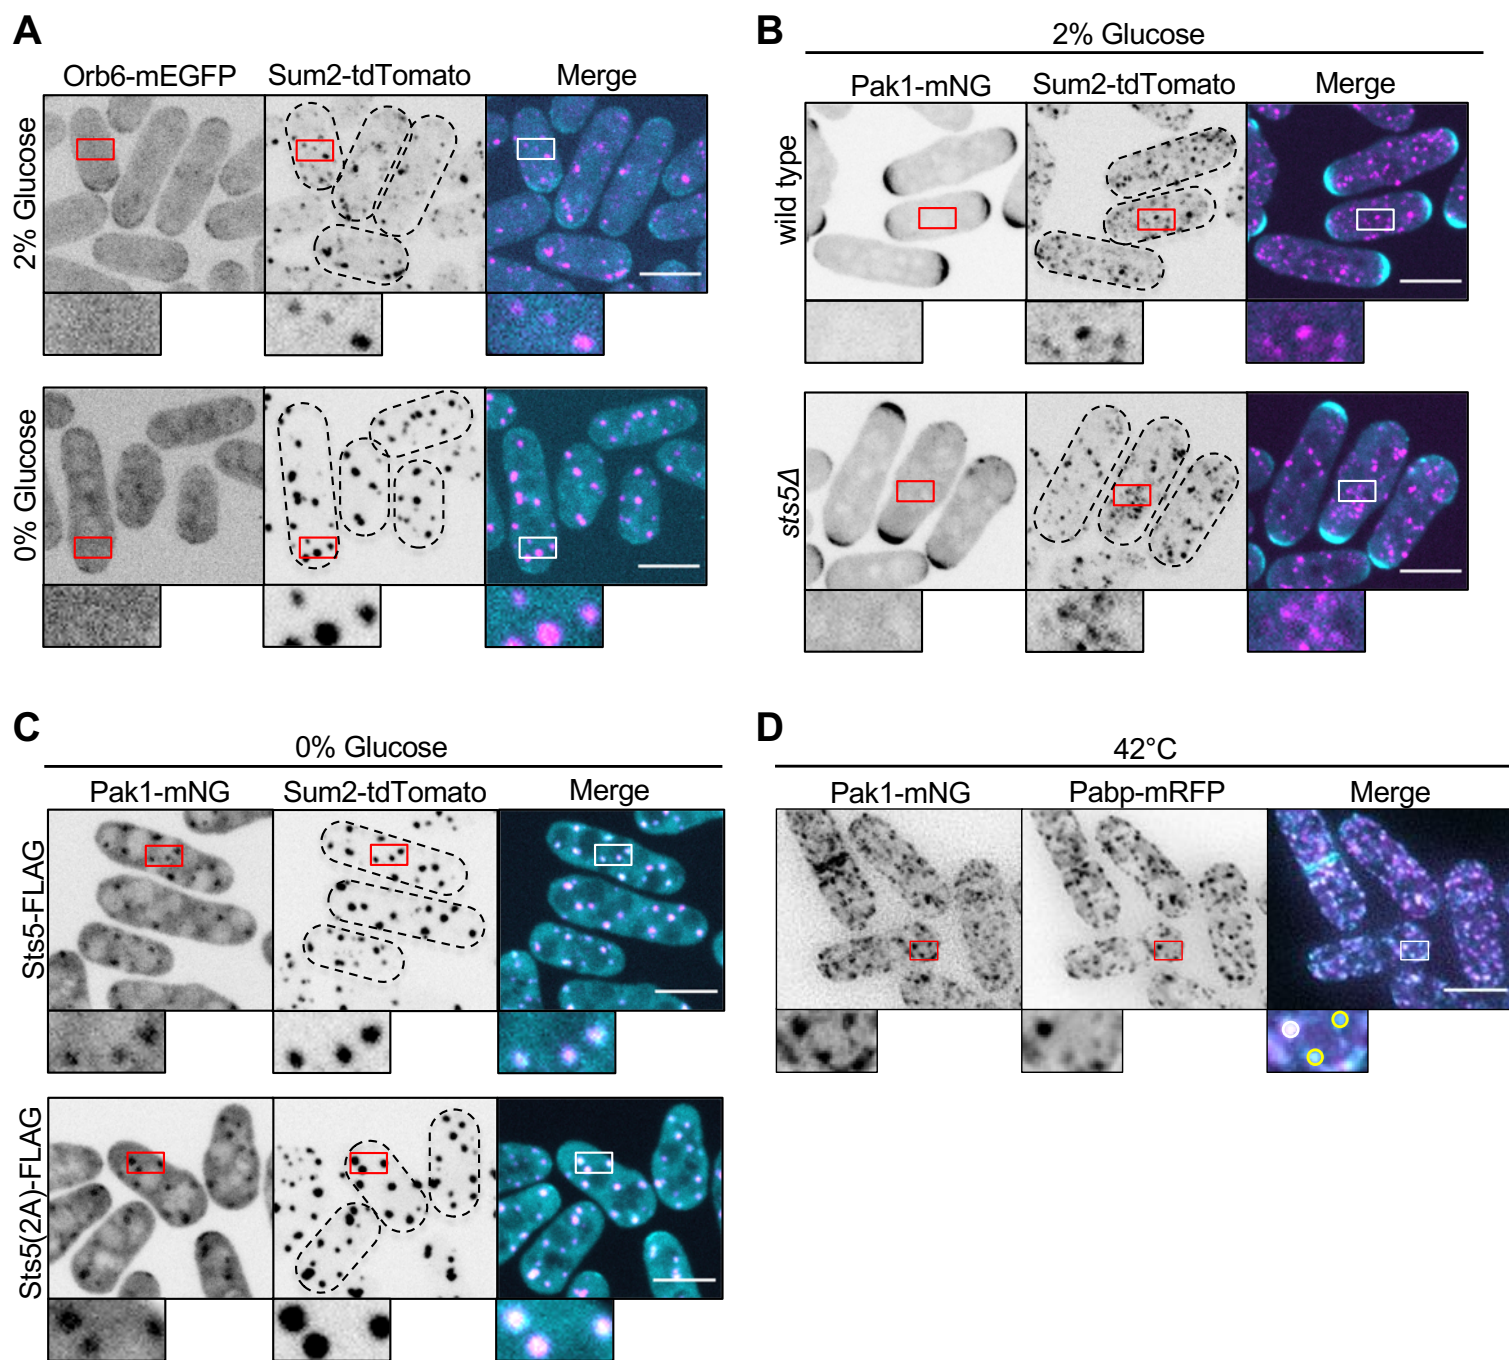 A
Orb6-mEGFP Sum2-tdTomato Merge
2% Glucose
0% Glucose
B
2% Glucose
Pak1-mNG Sum2-tdTomato Merge
wild type
sts5Δ
C
0% Glucose
Pak1-mNG Sum2-tdTomato Merge
Sts5-FLAG
Sts5(2A)-FLAG
D
42°C
Pak1-mNG Pabp-mRFP Merge